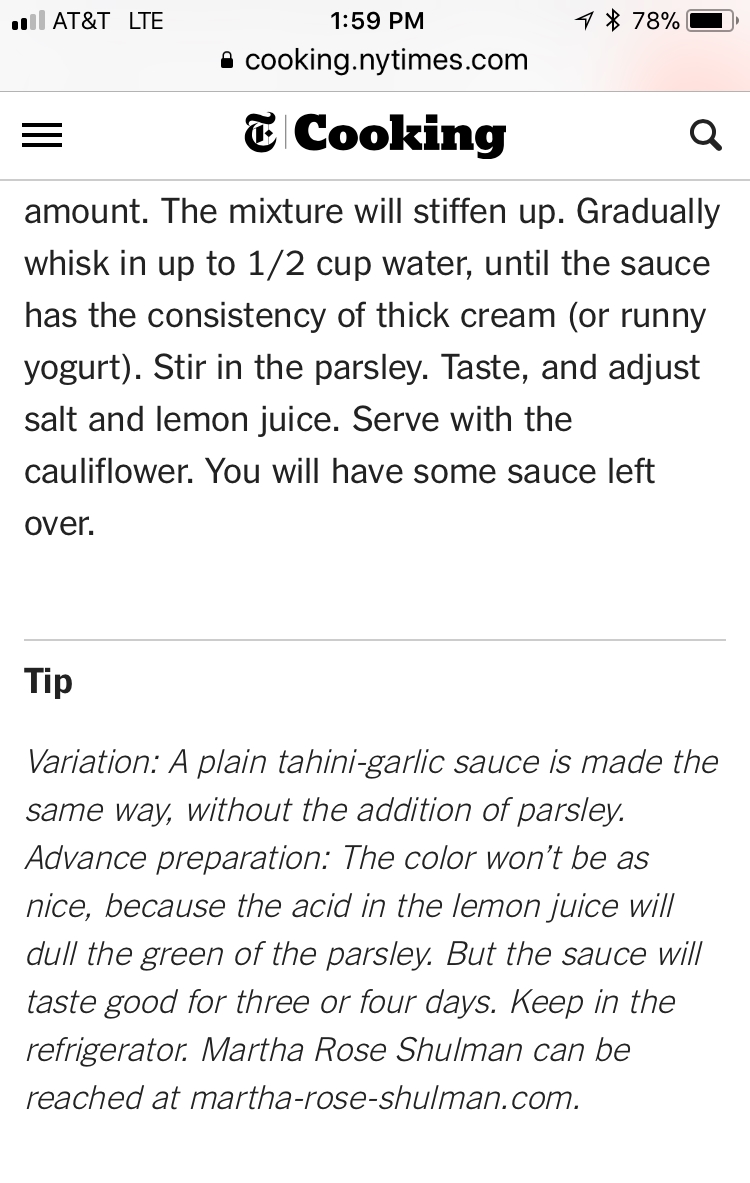 AT&T LTE 1:59 PM 78%
cooking.nytimes.com
T Cooking
amount. The mixture will stiffen up. Gradually
whisk in up to 1/2 cup water, until the sauce
has the consistency of thick cream (or runny
yogurt). Stir in the parsley. Taste, and adjust
salt and lemon juice. Serve with the
cauliflower. You will have some sauce left
over.
Tip
Variation: A plain tahini-garlic sauce is made the
same way, without the addition of parsley.
Advance preparation: The color won’t be as
nice, because the acid in the lemon juice will
dull the green of the parsley. But the sauce will
taste good for three or four days. Keep in the
refrigerator. Martha Rose Shulman can be
reached at martha-rose-shulman.com.